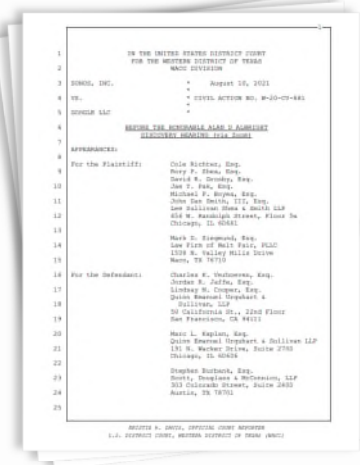 1
1 IN THE UNITED STATES DISTRICT COURT
FOR THE WESTERN DISTRICT OF TEXAS
2 WACO DIVISION
3 SONOS, INC. * August 10, 2021
*
4 VS. * CIVIL ACTION NO. W-20-CV-881
*
5 GOOGLE LLC *
6 BEFORE THE HONORABLE ALAN D ALBRIGHT
DISCOVERY HEARING (via Zoom)
7
APPEARANCES:
8
For the Plaintiff: Cole Richter, Esq.
9 Rory P. Shea, Esq.
David R. Grosby, Esq.
10 Jae Y. Pak, Esq.
Michael P. Boyea, Esq.
11 John Dan Smith, III, Esq.
Lee Sullivan Shea & Smith LLP
12 656 W. Randolph Street, Floor 5w
Chicago, IL 60661
13
Mark D. Siegmund, Esq.
14 Law Firm of Walt Fair, PLLC
1508 N. Valley Mills Drive
15 Waco, TX 76710
16 For the Defendant: Charles K. Verhoeven, Esq.
Jordan R. Jaffe, Esq.
17 Lindsay M. Cooper, Esq.
Quinn Emanuel Urquhart &
18 Sullivan, LLP
50 California St., 22nd Floor
19 San Francisco, CA 94111
20 Marc L. Kaplan, Esq.
Quinn Emanuel Urquhart & Sullivan LLP
21 191 N. Wacker Drive, Suite 2700
Chicago, IL 60606
22
Stephen Burbank, Esq.
23 Scott, Douglass & McConnico, LLP
303 Colorado Street, Suite 2400
24 Austin, TX 78701
25
KRISTIE M. DAVIS, OFFICIAL COURT REPORTER
U.S. DISTRICT COURT, WESTERN DISTRICT OF TEXAS (WACO)